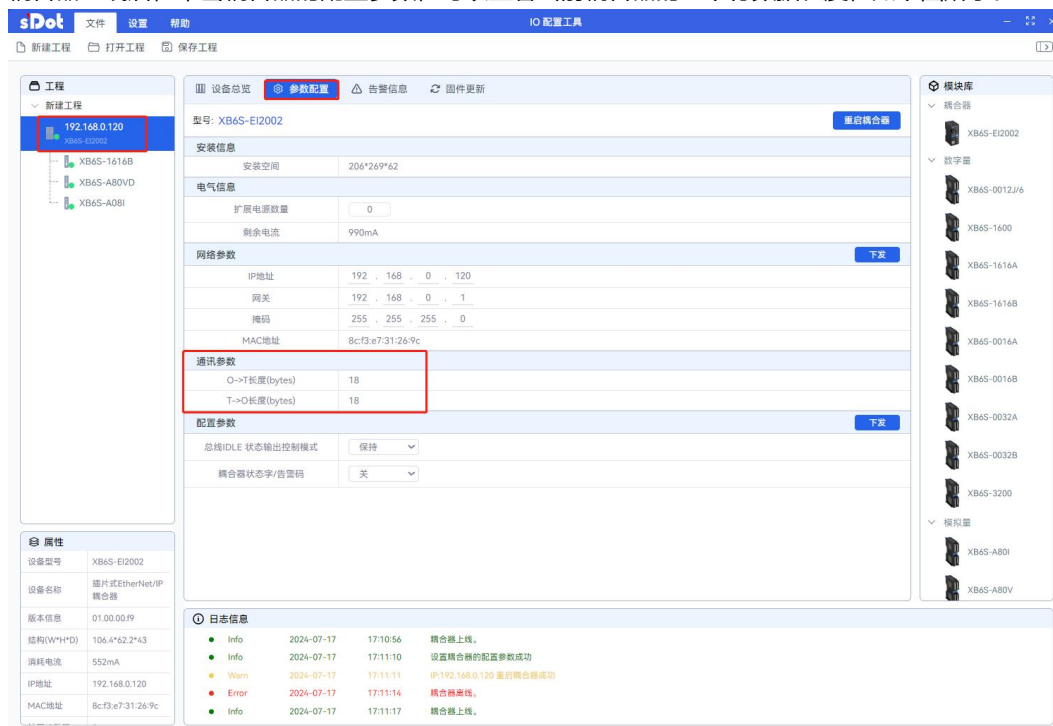 sDot 文件 设置 帮助 IO 配置工具
新建工程 打开工程 保存工程
工程
新建工程
192.168.0.120
XB6S-EI2002
XB6S-1616B
XB6S-A80VD
XB6S-A08I
设备总览 参数配置 告警信息 固件更新
型号: XB6S-EI2002 重启耦合器
安装信息
安装空间 206*269*62
电气信息
扩展电源数量 0
剩余电流 990mA
网络参数 下发
IP地址 192 . 168 . 0 . 120
网关 192 . 168 . 0 . 1
掩码 255 . 255 . 255 . 0
MAC地址 8c:f3:e7:31:26:9c
通讯参数
O->T长度(bytes) 18
T->O长度(bytes) 18
配置参数 下发
总线IDLE 状态输出控制模式 保持
耦合器状态字/告警码 关
模块库
耦合器
XB6S-EI2002
数字量
XB6S-0012J/6
XB6S-1600
XB6S-1616A
XB6S-1616B
XB6S-0016A
XB6S-0016B
XB6S-0032A
XB6S-0032B
XB6S-3200
模拟量
XB6S-A80I
XB6S-A80V
属性
设备型号 XB6S-EI2002
设备名称 插片式EtherNet/IP
耦合器
版本信息 01.00.00.f9
结构(W*H*D) 106.4*62.2*43
消耗电流 552mA
IP地址 192.168.0.120
MAC地址 8c:f3:e7:31:26:9c
日志信息
Info 2024-07-17 17:10:56 耦合器上线。
Info 2024-07-17 17:11:10 设置耦合器的配置参数成功
Warn 2024-07-17 17:11:11 IP:192.168.0.120 重启耦合器成功
Error 2024-07-17 17:11:14 耦合器离线。
Info 2024-07-17 17:11:17 耦合器上线。